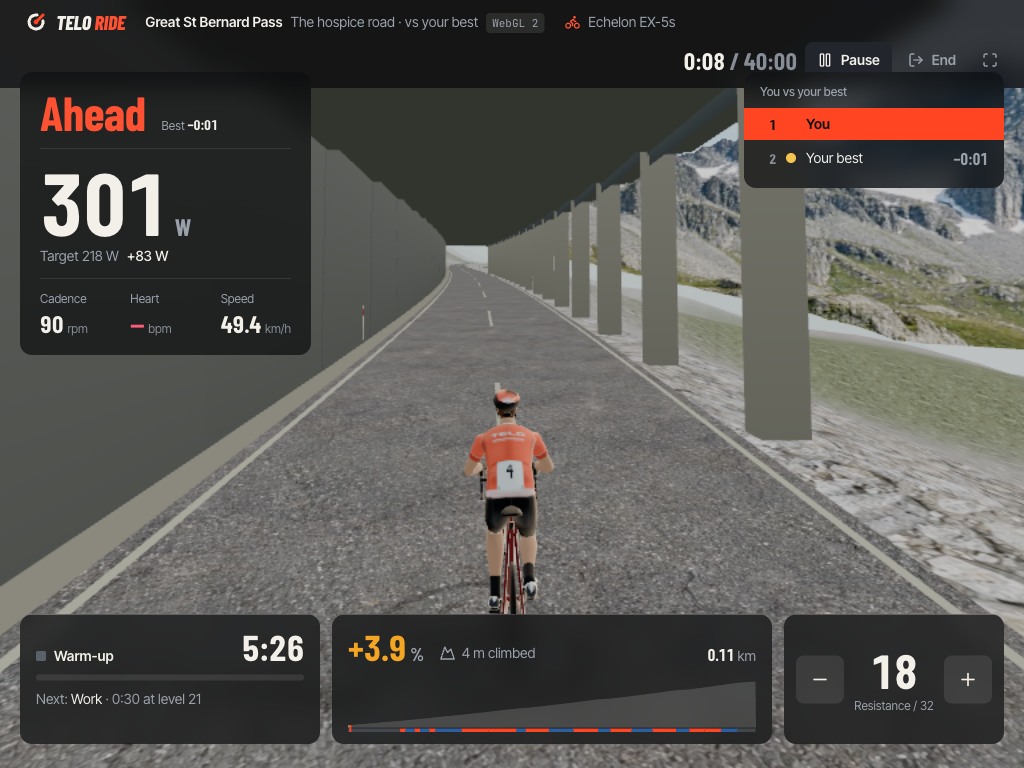 TELO RIDE Great St Bernard Pass The hospice road · vs your best WebGL 2 Echelon EX-5s
0:08 / 40:00 Pause End
Ahead Best −0:01
301 W
Target 218 W +83 W
Cadence Heart Speed
90 rpm — bpm 49.4 km/h
You vs your best
1 You
2 Your best −0:01
TELO
4
Warm-up 5:26
Next: Work · 0:30 at level 21
+3.9 % 4 m climbed 0.11 km
− 18 +
Resistance / 32